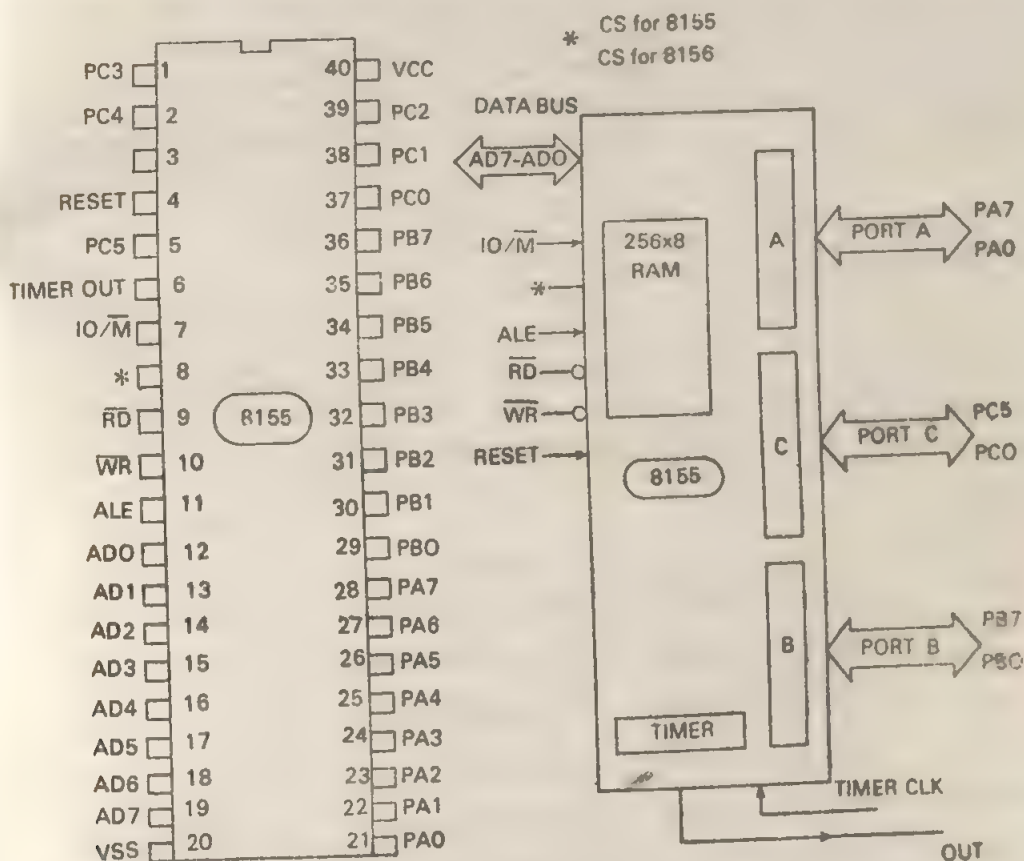 * CS for 8155
CS for 8156
PC3 1 40 VCC
PC4 2 39 PC2
3 38 PC1
RESET 4 37 PC0
PC5 5 36 PB7
TIMER OUT 6 35 PB6
IO/M̅ 7 34 PB5
* 8 33 PB4
R̅D̅ 9 32 PB3
W̅R̅ 10 31 PB2
ALE 11 30 PB1
AD0 12 29 PB0
AD1 13 28 PA7
AD2 14 27 PA6
AD3 15 26 PA5
AD4 16 25 PA4
AD5 17 24 PA3
AD6 18 23 PA2
AD7 19 22 PA1
VSS 20 21 PA0
8155
DATA BUS
AD7-AD0
IO/M̅
*
ALE
R̅D̅
W̅R̅
RESET
256x8
RAM
8155
TIMER
A
C
B
PORT A
PA7
PA0
PORT C
PC5
PC0
PORT B
PB7
PB0
TIMER CLK
OUT